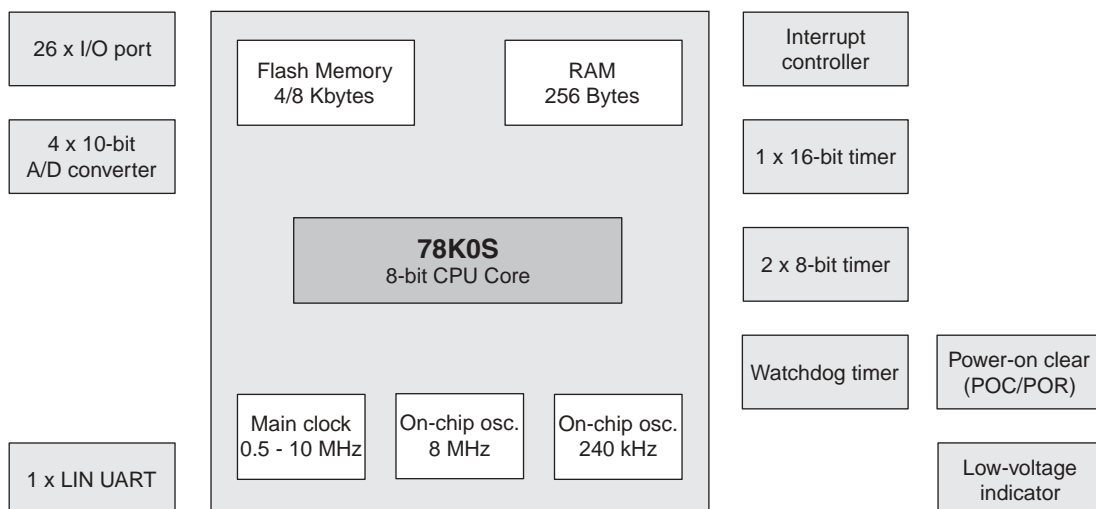 26 x I/O port
4 x 10-bit
A/D converter
1 x LIN UART
Flash Memory
4/8 Kbytes
RAM
256 Bytes
78K0S
8-bit CPU Core
Main clock
0.5 - 10 MHz
On-chip osc.
8 MHz
On-chip osc.
240 kHz
Interrupt
controller
1 x 16-bit timer
2 x 8-bit timer
Watchdog timer
Power-on clear
(POC/POR)
Low-voltage
indicator